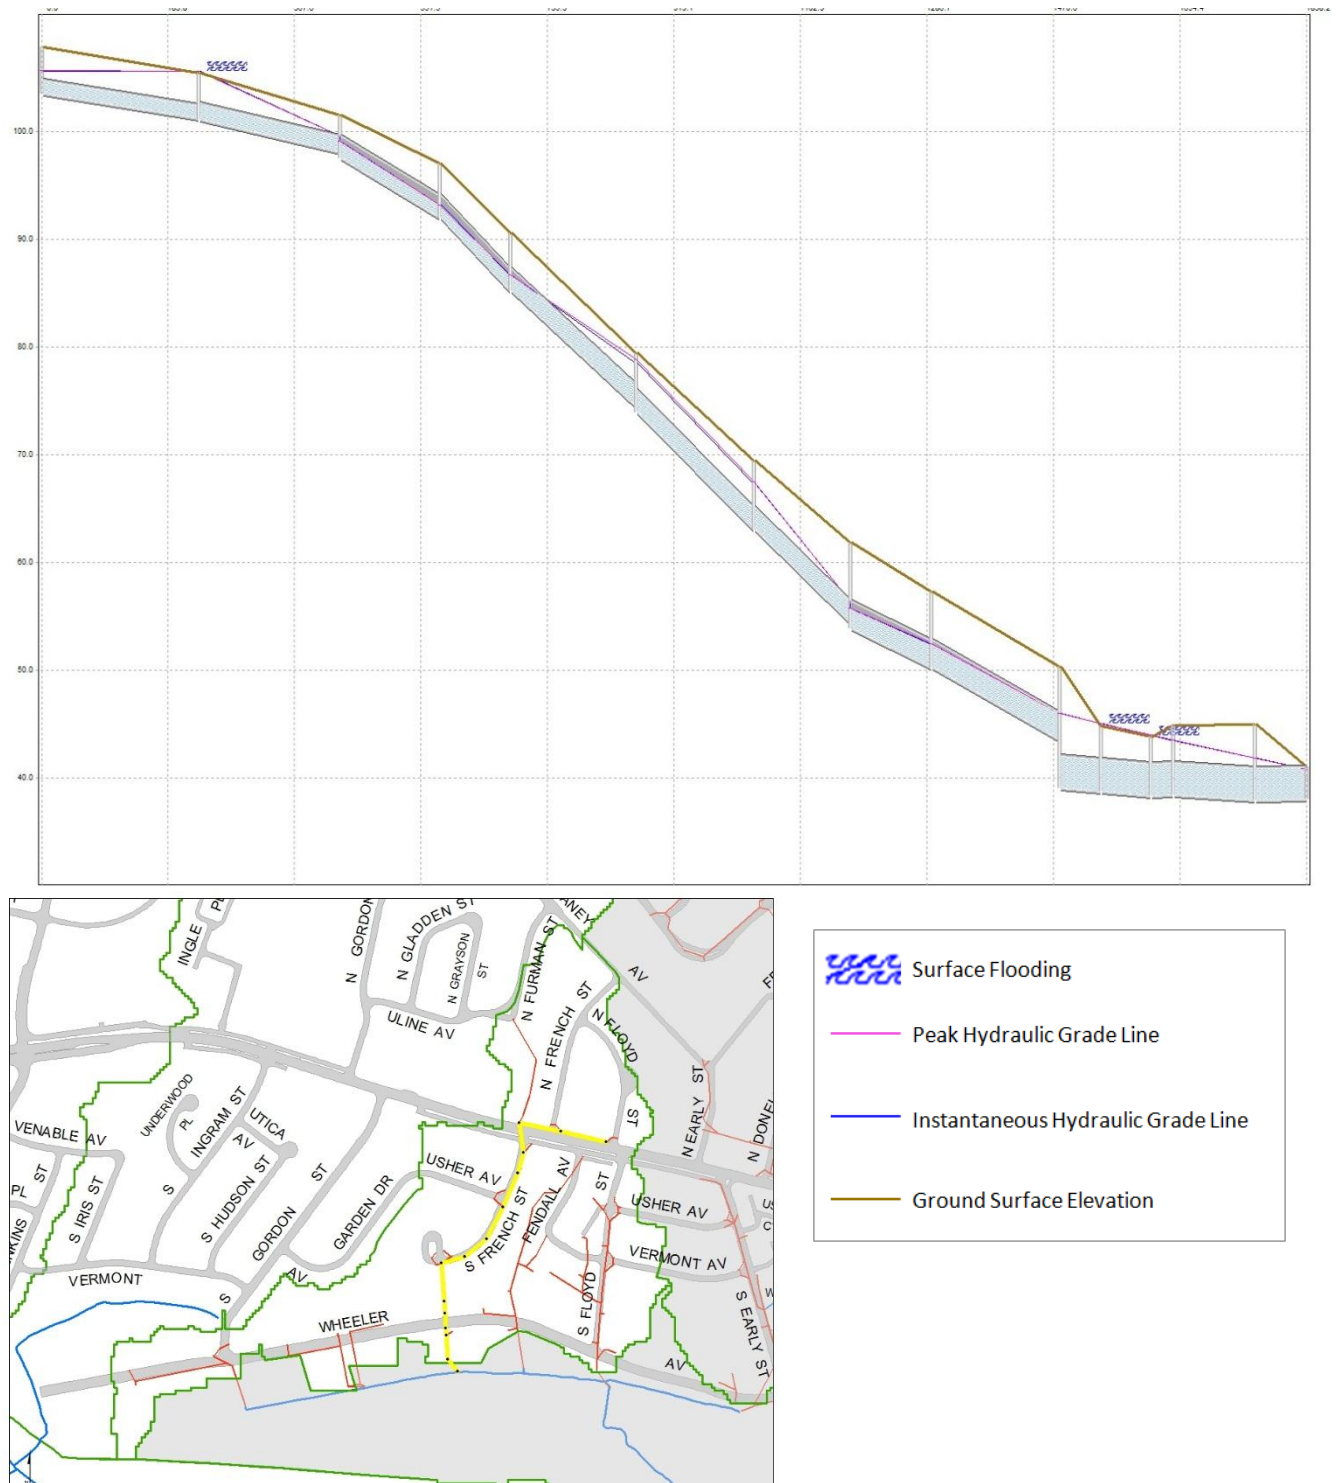 100.0
90.0
80.0
70.0
60.0
50.0
40.0
INGLE PL
N GORDON
N GLADDEN ST
N GRAYSON
ST
N FURMAN ST
AV
ULINE AV
N FRENCH ST
N FLOYD
ST
N EARLY ST
N DONEL
UNDERWOOD
PL
INGRAM ST
S
UTICA
AV
VENABLE AV
ST
PL
S IRIS ST
S HUDSON ST
GORDON
ST
S
GARDEN DR
USHER AV
S FRENCH ST
FENDALL AV
ST
S FLOYD
USHER AV
VERMONT AV
S EARLY ST
VERMONT
AV
WHEELER
AV
Surface Flooding
Peak Hydraulic Grade Line
Instantaneous Hydraulic Grade Line
Ground Surface Elevation